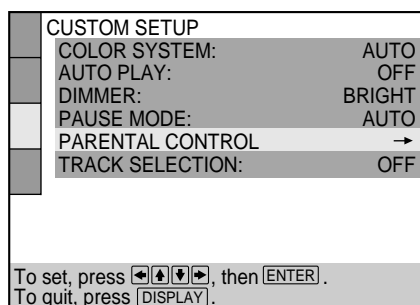 CUSTOM SETUP
COLOR SYSTEM: AUTO
AUTO PLAY: OFF
DIMMER: BRIGHT
PAUSE MODE: AUTO
PARENTAL CONTROL →
TRACK SELECTION: OFF
To set, press ←↑↓→, then ENTER.
To quit, press DISPLAY.